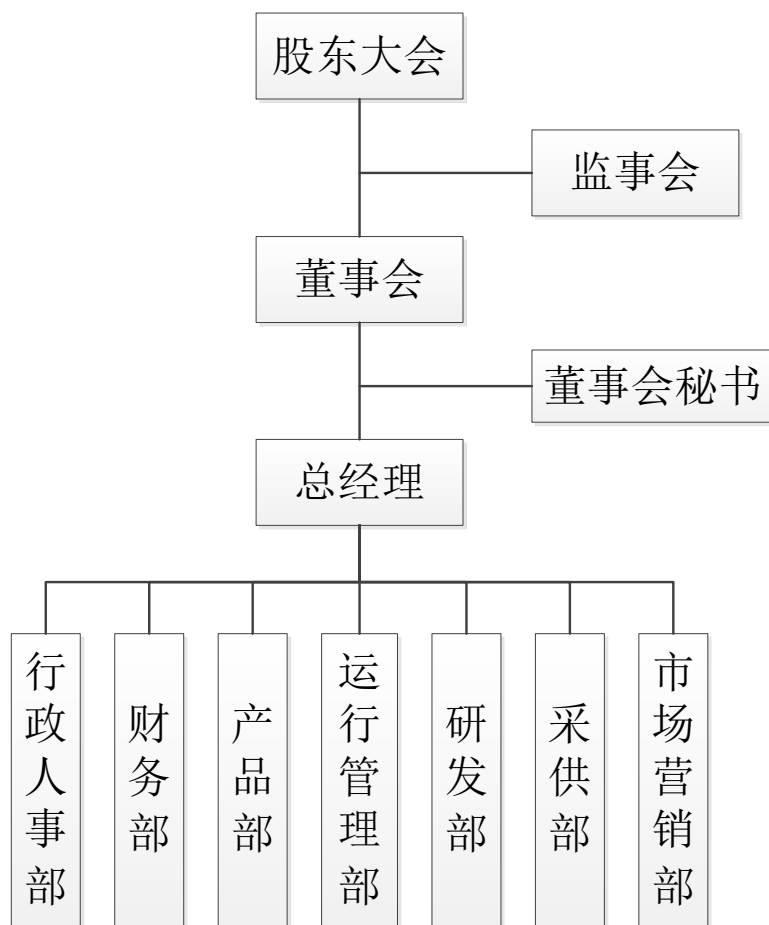 股东大会
监事会
董事会
董事会秘书
总经理
行政人事部
财务部
产品部
运行管理部
研发部
采供部
市场营销部